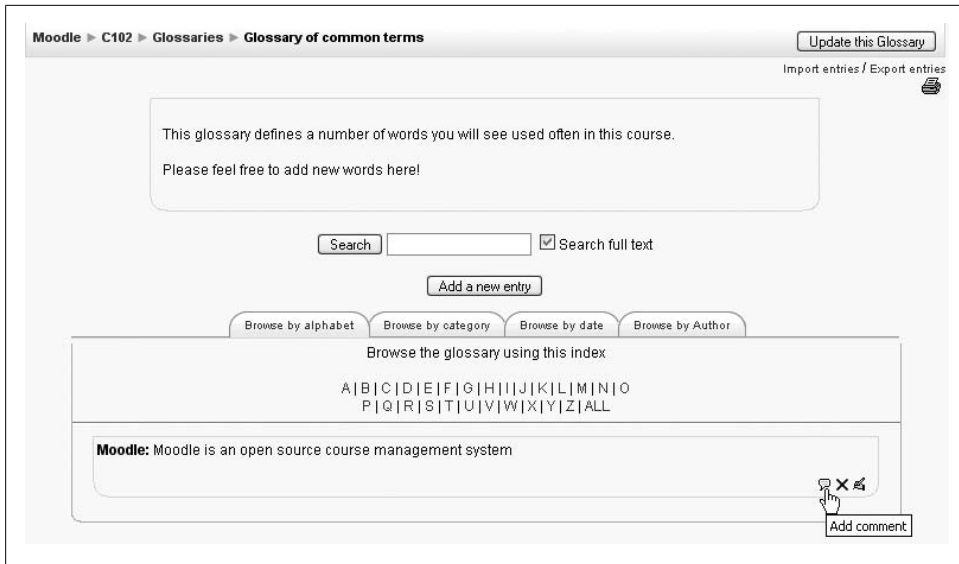 Moodle ► C102 ► Glossaries ► Glossary of common terms
Update this Glossary
Import entries / Export entries
This glossary defines a number of words you will see used often in this course.
Please feel free to add new words here!
Search
Search full text
Add a new entry
Browse by alphabet
Browse by category
Browse by date
Browse by Author
Browse the glossary using this index
A | B | C | D | E | F | G | H | I | J | K | L | M | N | O
P | Q | R | S | T | U | V | W | X | Y | Z | ALL
Moodle: Moodle is an open source course management system
Add comment